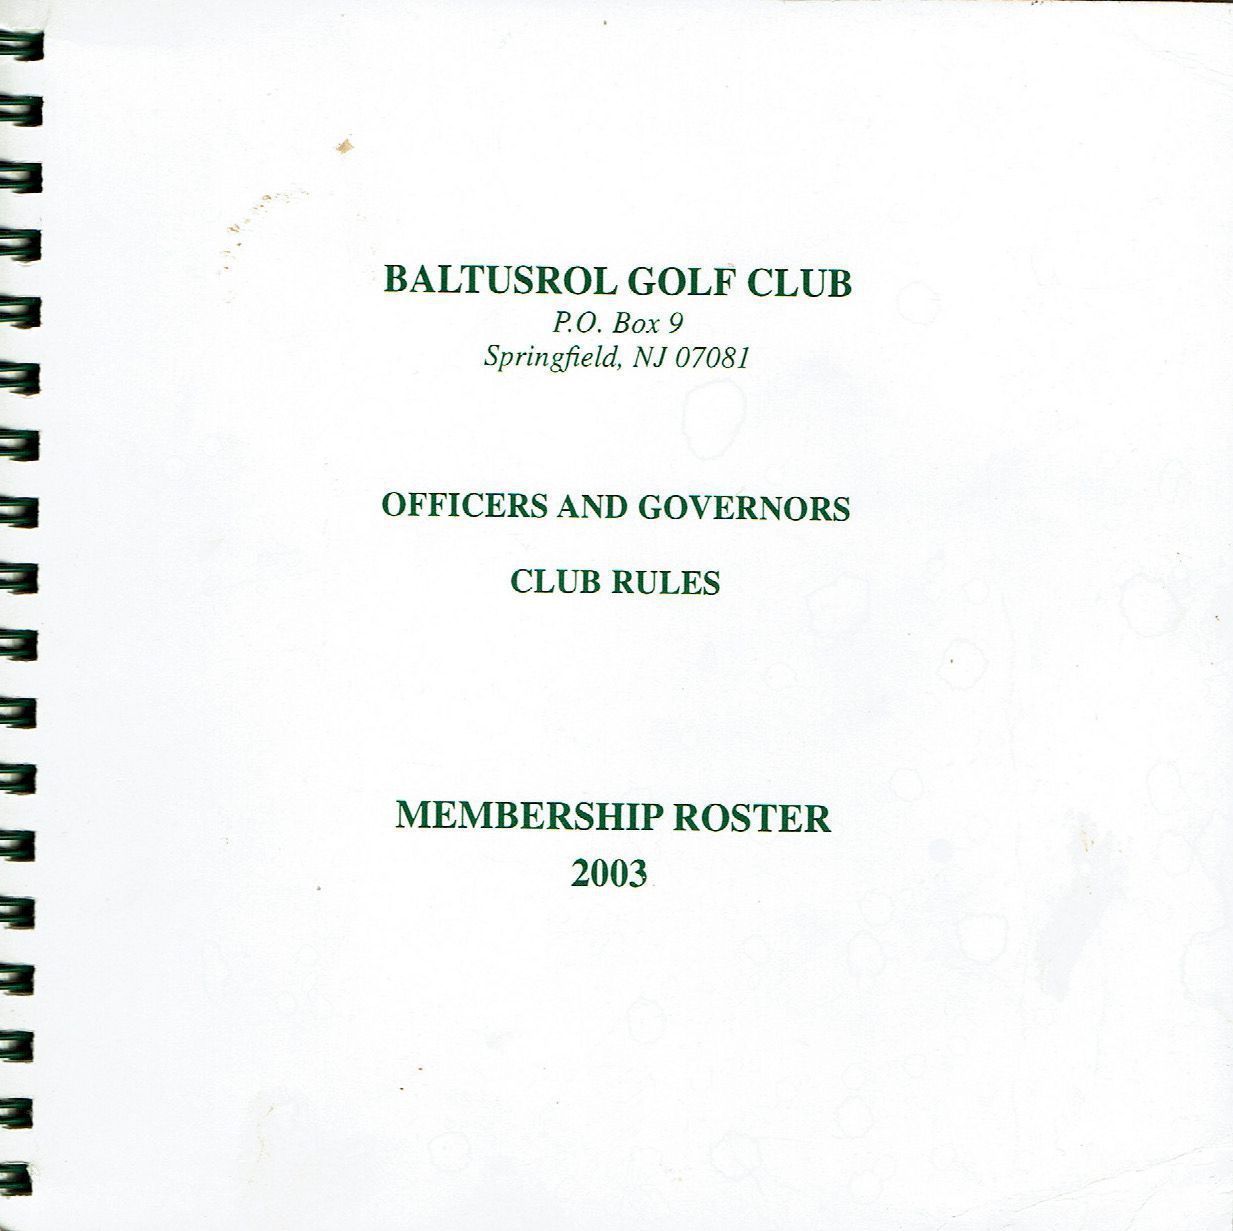 BALTUSROL GOLF CLUB
P.O. Box 9
Springfield, NJ 07081
OFFICERS AND GOVERNORS
CLUB RULES
MEMBERSHIP ROSTER
2003